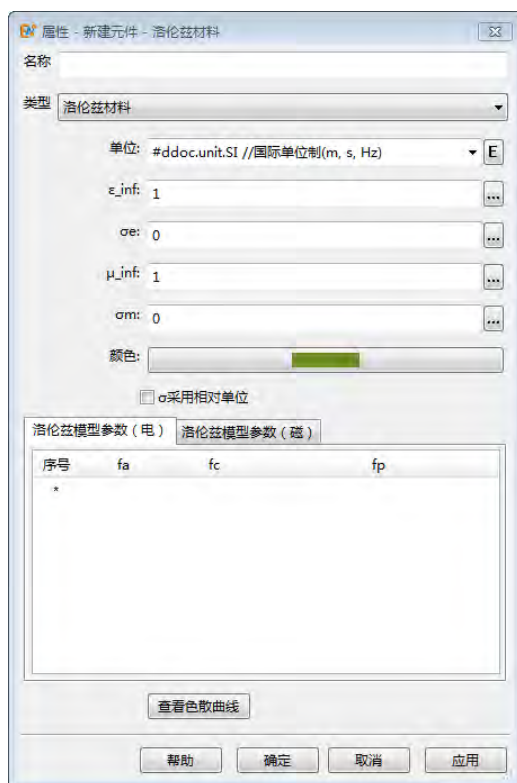 属性 - 新建元件 - 洛伦兹材料
名称
类型 洛伦兹材料
单位: #ddoc.unit.SI //国际单位制(m, s, Hz) E
ε_inf: 1 ...
σe: 0 ...
μ_inf: 1 ...
σm: 0 ...
颜色:
σ采用相对单位
洛伦兹模型参数（电） 洛伦兹模型参数（磁）
序号 fa fc fp
*
查看色散曲线
帮助 确定 取消 应用